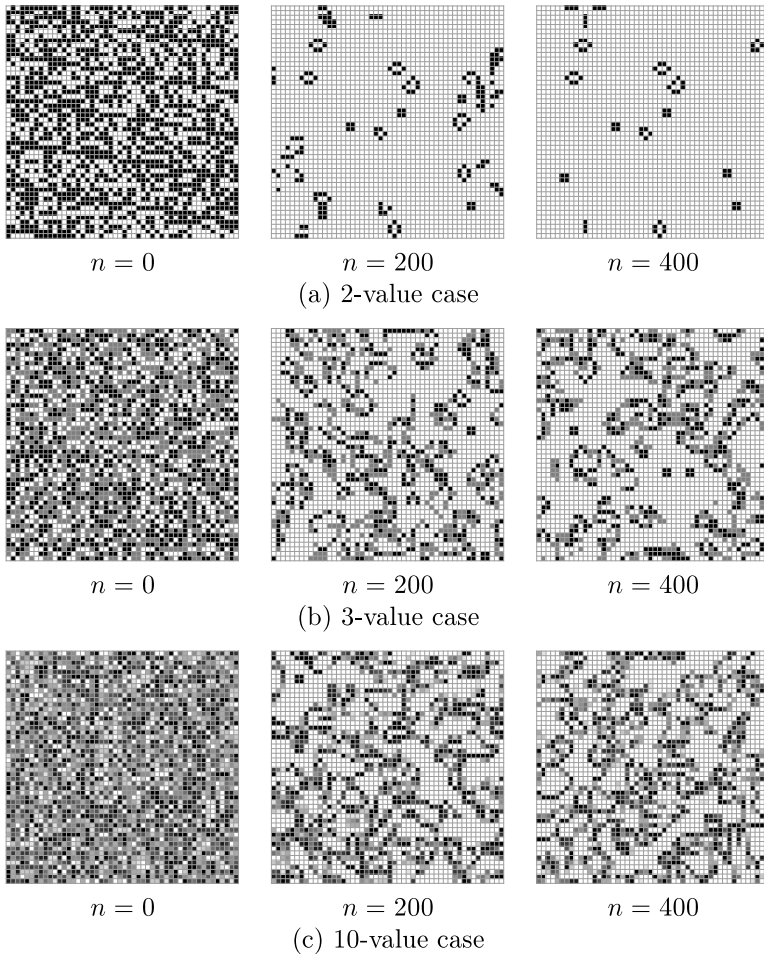 n = 0 n = 200 n = 400
(a) 2-value case
n = 0 n = 200 n = 400
(b) 3-value case
n = 0 n = 200 n = 400
(c) 10-value case